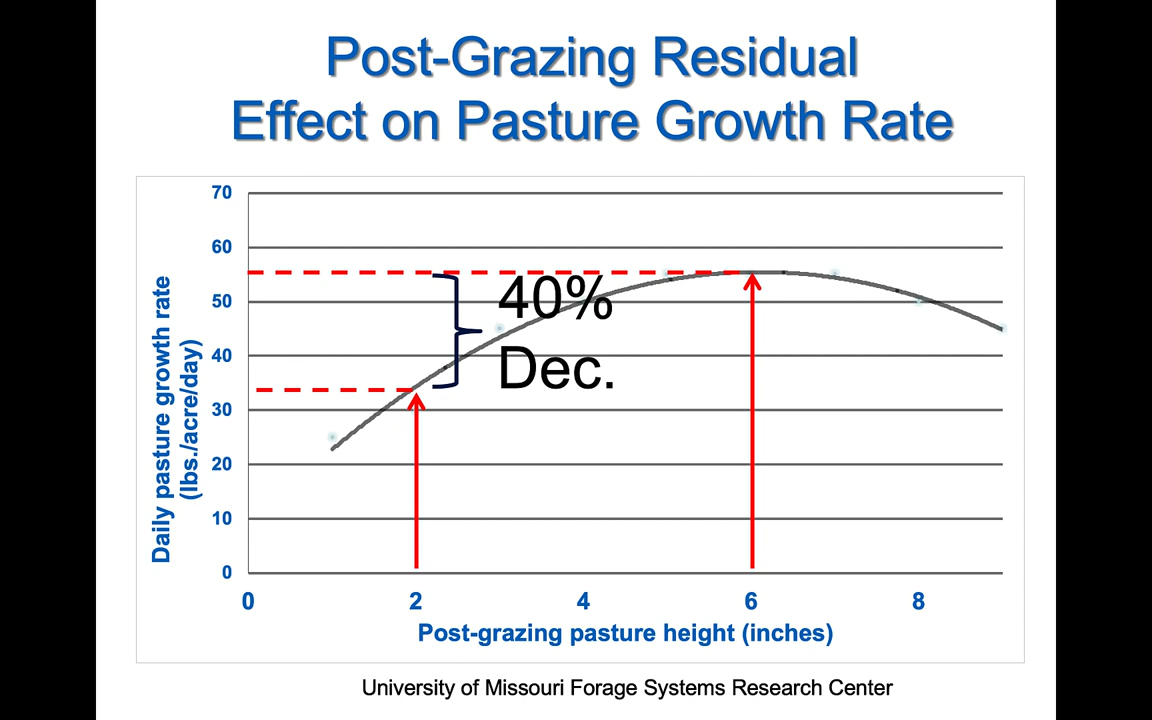 Post-Grazing Residual
Effect on Pasture Growth Rate
70
60
50
40
30
20
10
0
Daily pasture growth rate
(lbs./acre/day)
40%
Dec.
0 2 4 6 8
Post-grazing pasture height (inches)
University of Missouri Forage Systems Research Center